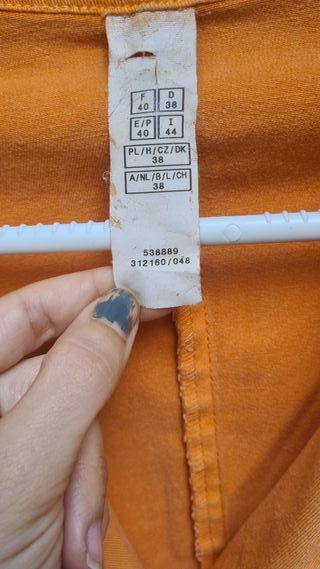 F D
40 38
E/P I
40 44
PL/H/CZ/DK
38
A/NL/B/L/CH
38
538889
312160/048